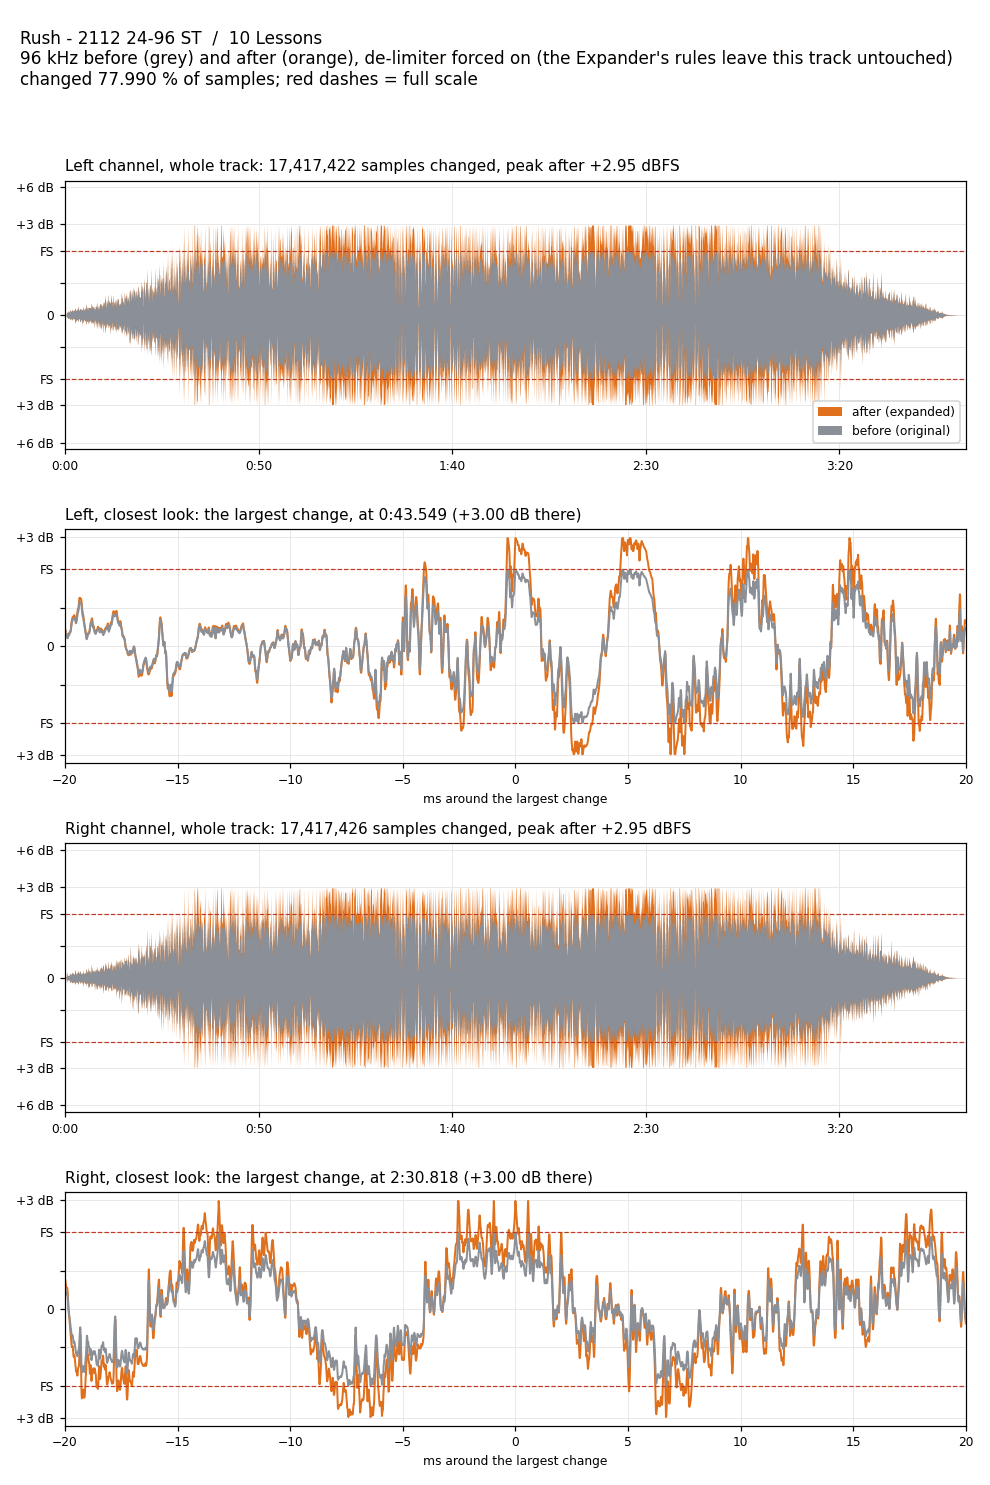 Rush - 2112 24-96 ST / 10 Lessons
96 kHz before (grey) and after (orange), de-limiter forced on (the Expander's rules leave this track untouched)
changed 77.990 % of samples; red dashes = full scale
Left channel, whole track: 17,417,422 samples changed, peak after +2.95 dBFS
+6 dB
+3 dB
FS
0
FS
+3 dB
+6 dB
after (expanded)
before (original)
0:00 0:50 1:40 2:30 3:20
Left, closest look: the largest change, at 0:43.549 (+3.00 dB there)
+3 dB
FS
0
FS
+3 dB
−20 −15 −10 −5 0 5 10 15 20
ms around the largest change
Right channel, whole track: 17,417,426 samples changed, peak after +2.95 dBFS
+6 dB
+3 dB
FS
0
FS
+3 dB
+6 dB
0:00 0:50 1:40 2:30 3:20
Right, closest look: the largest change, at 2:30.818 (+3.00 dB there)
+3 dB
FS
0
FS
+3 dB
−20 −15 −10 −5 0 5 10 15 20
ms around the largest change